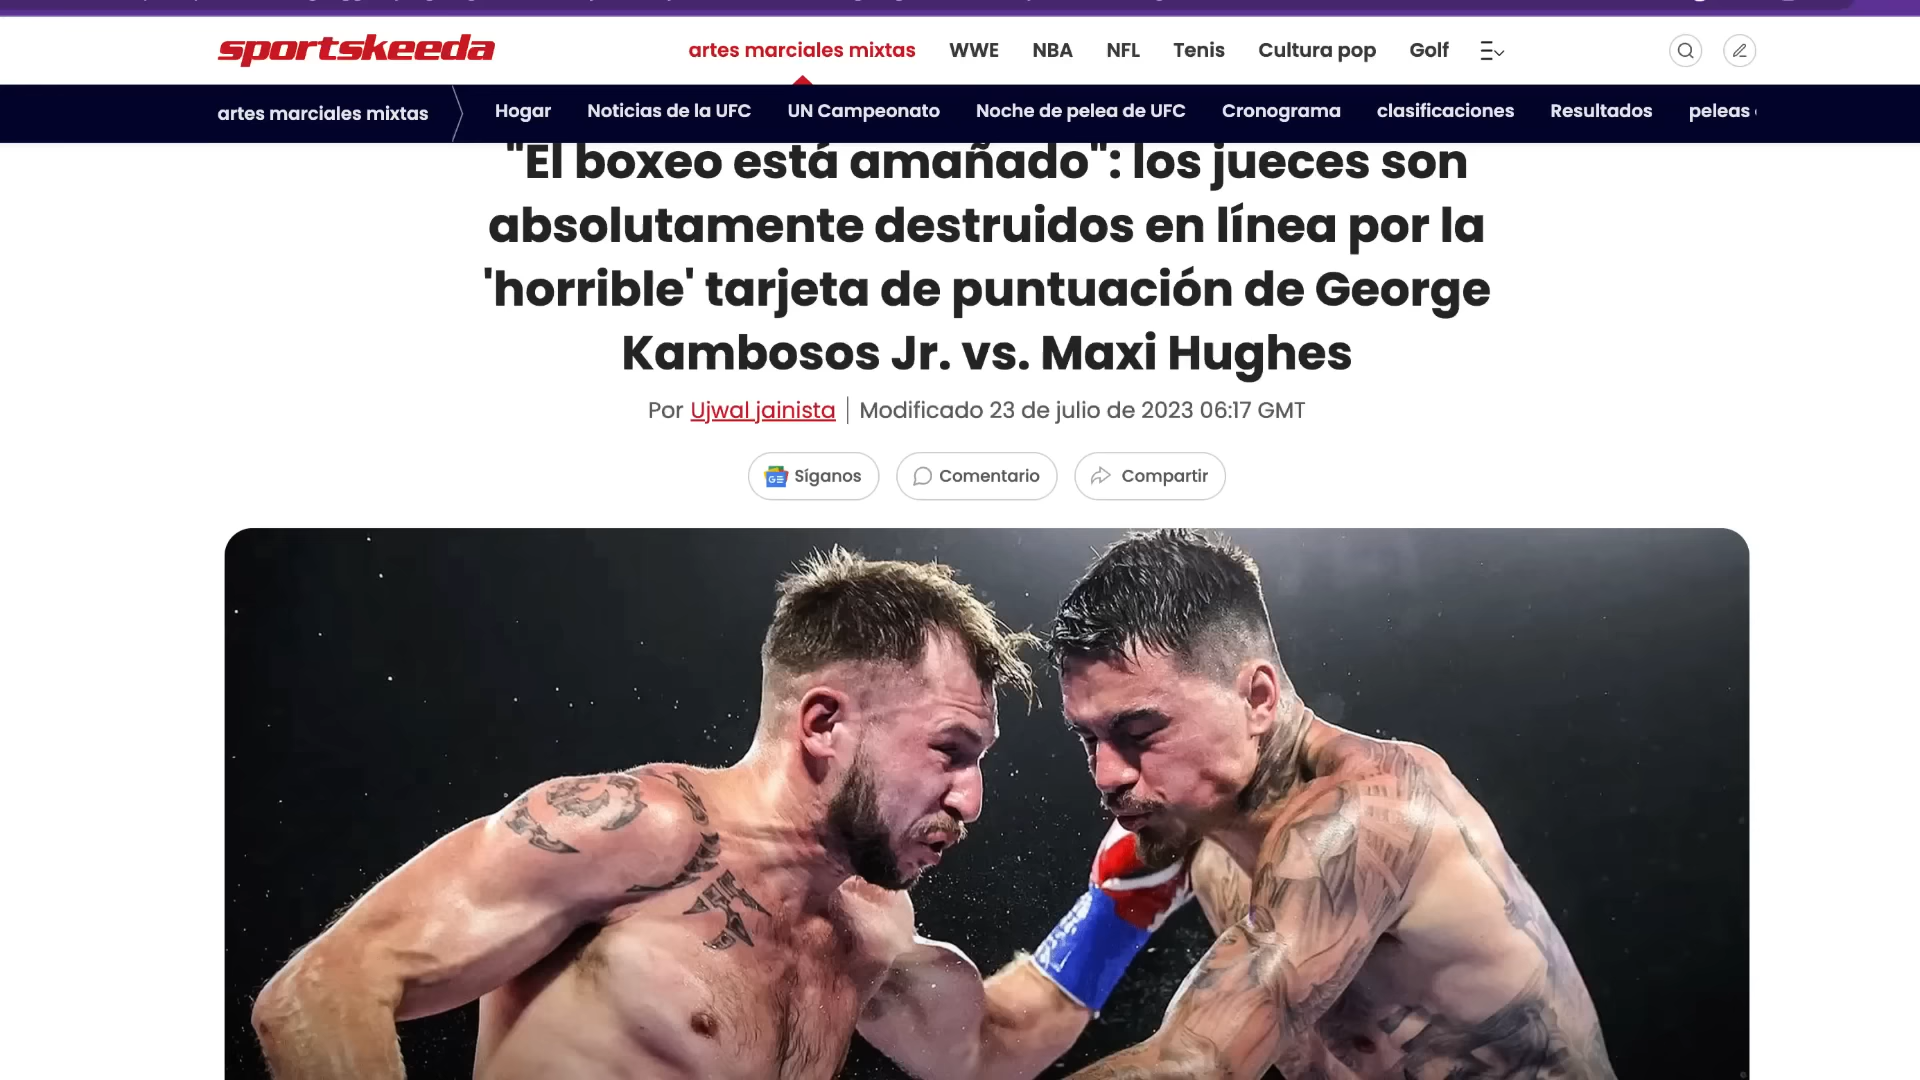 sportskeeda
artes marciales mixtas WWE NBA NFL Tenis Cultura pop Golf
artes marciales mixtas Hogar Noticias de la UFC UN Campeonato Noche de pelea de UFC Cronograma clasificaciones Resultados peleas
"El boxeo está amañado": los jueces son
absolutamente destruidos en línea por la
'horrible' tarjeta de puntuación de George
Kambosos Jr. vs. Maxi Hughes
Por Ujwal jainista | Modificado 23 de julio de 2023 06:17 GMT
Síganos Comentario Compartir